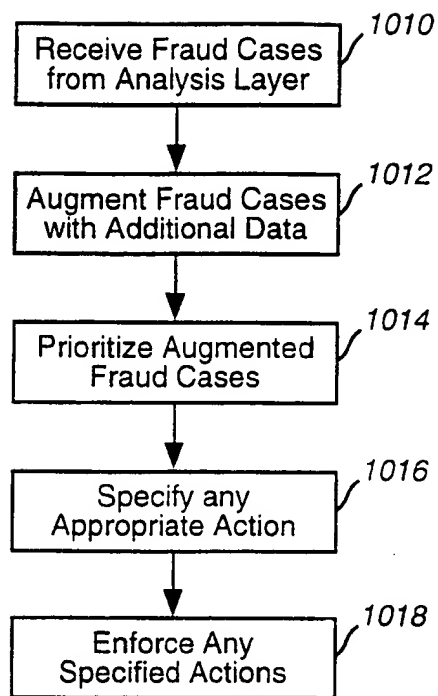 1010
Receive Fraud Cases
from Analysis Layer
1012
Augment Fraud Cases
with Additional Data
1014
Prioritize Augmented
Fraud Cases
1016
Specify any
Appropriate Action
1018
Enforce Any
Specified Actions